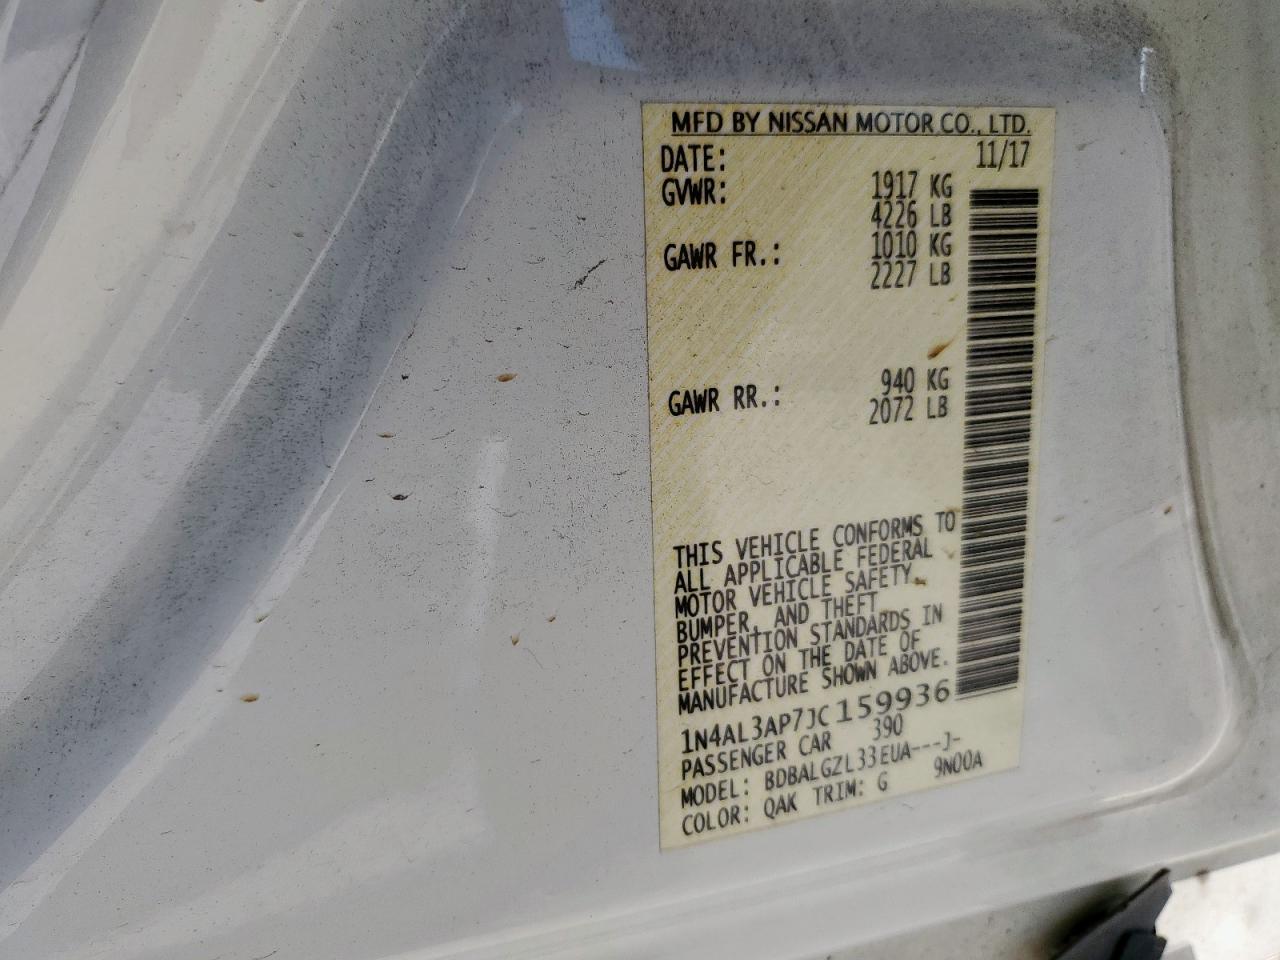 MFD BY NISSAN MOTOR CO., LTD.
DATE: 11/17
GVWR: 1917 KG
4226 LB
GAWR FR.: 1010 KG
2227 LB
GAWR RR.: 940 KG
2072 LB
THIS VEHICLE CONFORMS TO
ALL APPLICABLE FEDERAL
MOTOR VEHICLE SAFETY,
BUMPER, AND THEFT
PREVENTION STANDARDS IN
EFFECT ON THE DATE OF
MANUFACTURE SHOWN ABOVE.
1N4AL3AP7JC159936
PASSENGER CAR 390
MODEL: BDBALGZL33EUA---J-
COLOR: QAK TRIM: G 9N00A